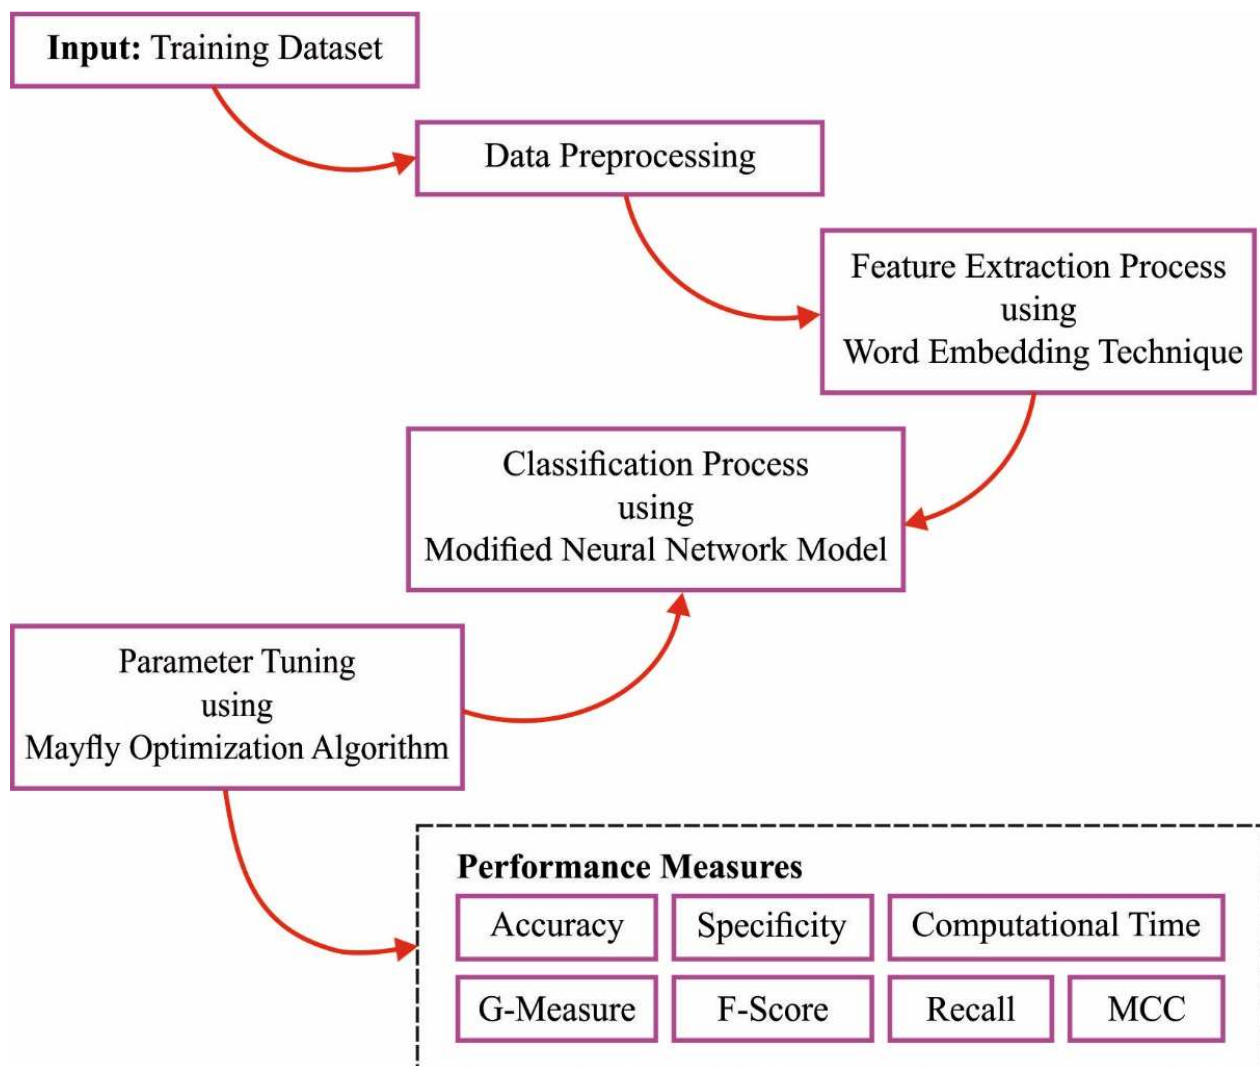 Input: Training Dataset
Data Preprocessing
Feature Extraction Process
using
Word Embedding Technique
Classification Process
using
Modified Neural Network Model
Parameter Tuning
using
Mayfly Optimization Algorithm
Performance Measures
Accuracy
Specificity
Computational Time
G-Measure
F-Score
Recall
MCC